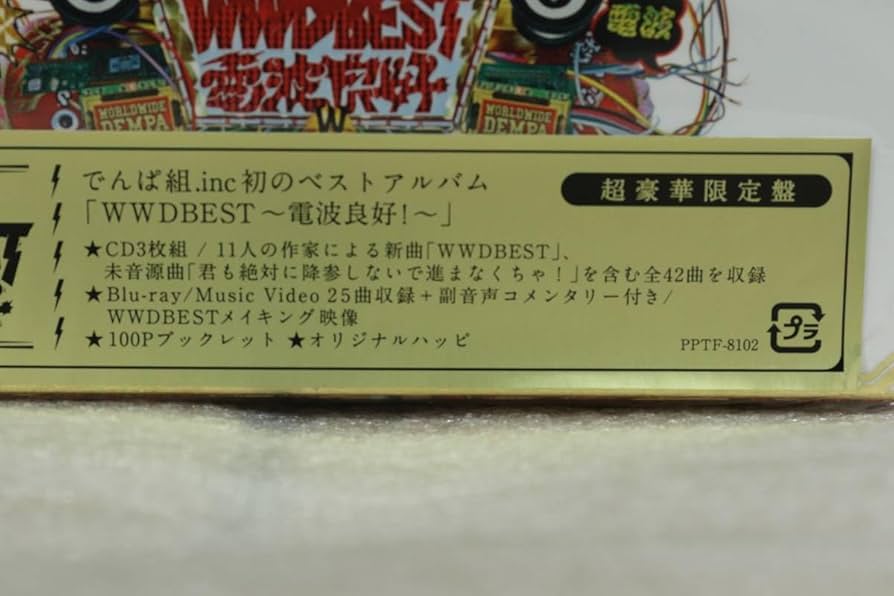 WWDBEST
電波良好
電波
WORLDWIDE
DEMPA
WORLDWIDE
DEMPA
W
でんぱ組.inc初のベストアルバム
超豪華限定盤
「WWDBEST～電波良好!～」
★CD3枚組 / 11人の作家による新曲「WWDBEST」、
未音源曲「君も絶対に降参しないで進まなくちゃ!」を含む全42曲を収録
★Blu-ray/Music Video 25曲収録+副音声コメンタリー付き/
WWDBESTメイキング映像
★100Pブックレット ★オリジナルハッピ
PPTF-8102
プラ